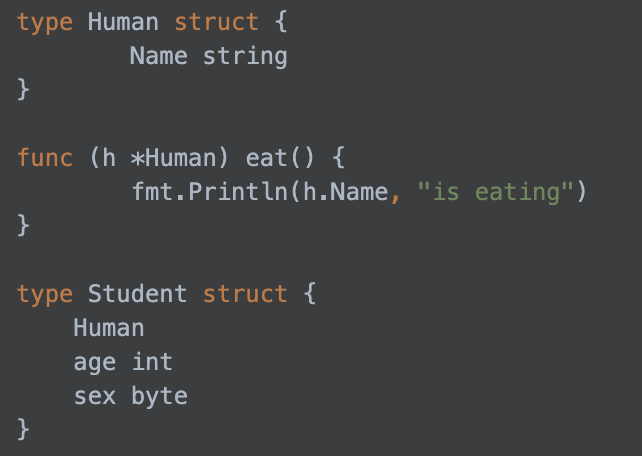 type Human struct {
        Name string
}
func (h *Human) eat() {
        fmt.Println(h.Name, "is eating")
}
type Student struct {
    Human
    age int
    sex byte
}